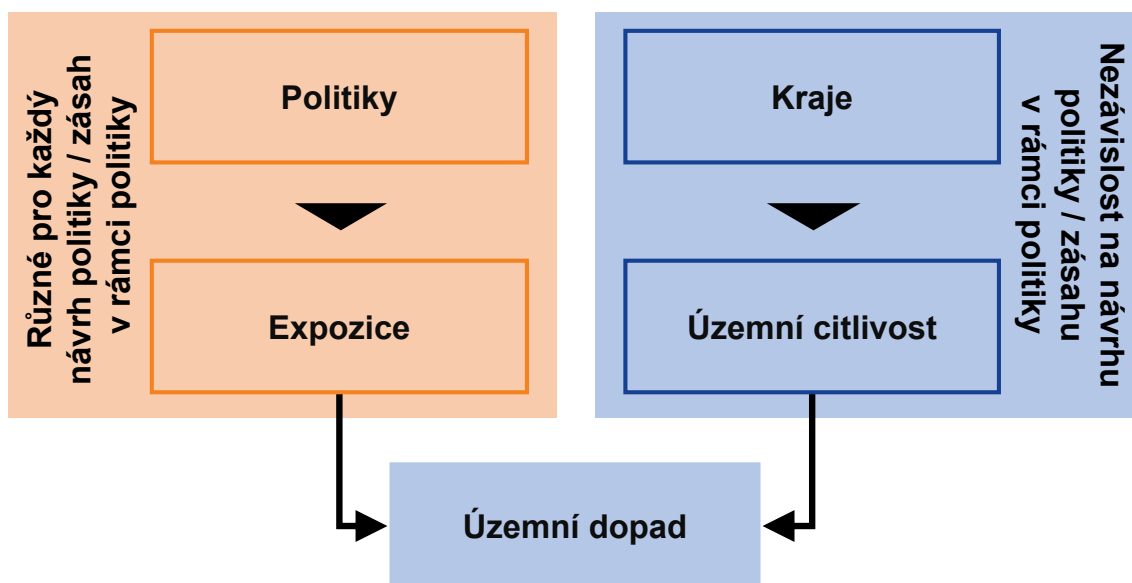 Různé pro každý
návrh politiky / zásah
v rámci politiky
Politiky
Expozice
Kraje
Územní citlivost
Nezávislost na návrhu
politiky / zásahu
v rámci politiky
Územní dopad